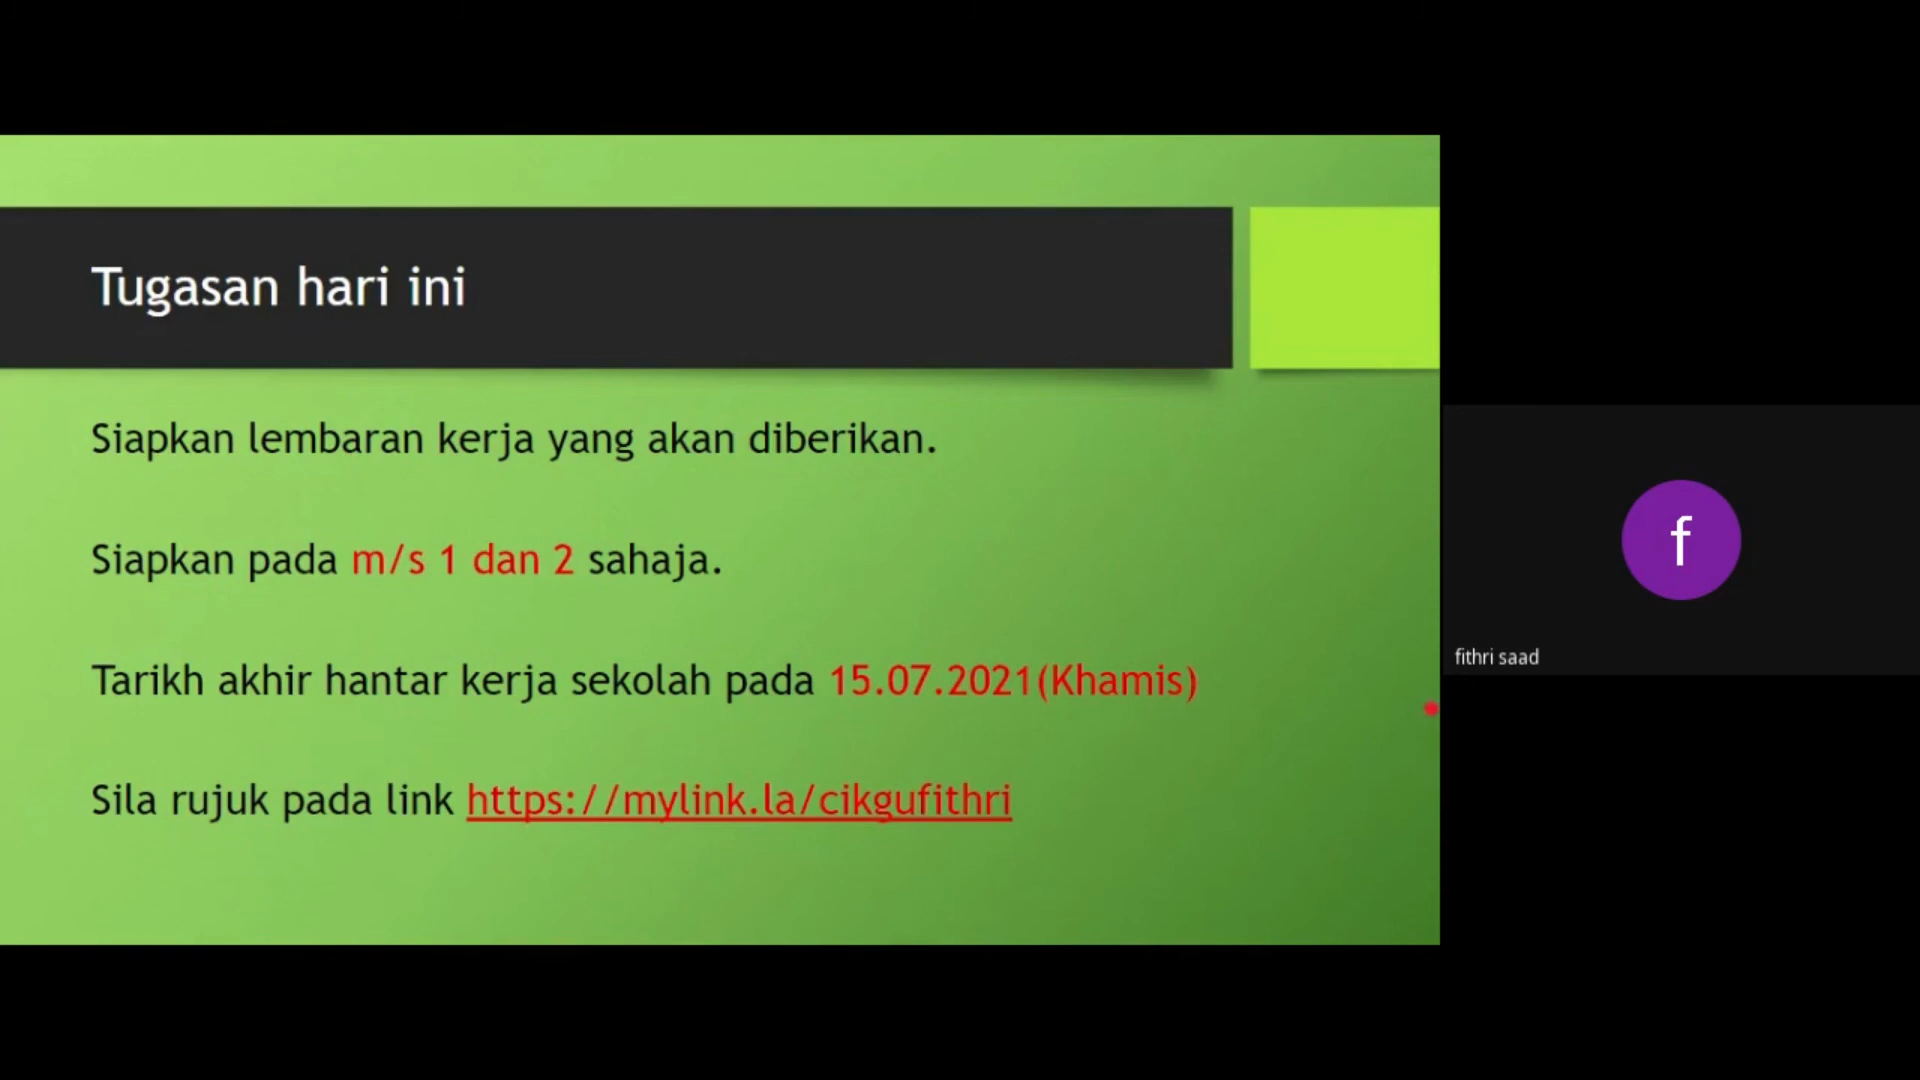 Tugasan hari ini
Siapkan lembaran kerja yang akan diberikan.
Siapkan pada m/s 1 dan 2 sahaja.
Tarikh akhir hantar kerja sekolah pada 15.07.2021(Khamis)
Sila rujuk pada link https://mylink.la/cikgufithri
f
fithri saad